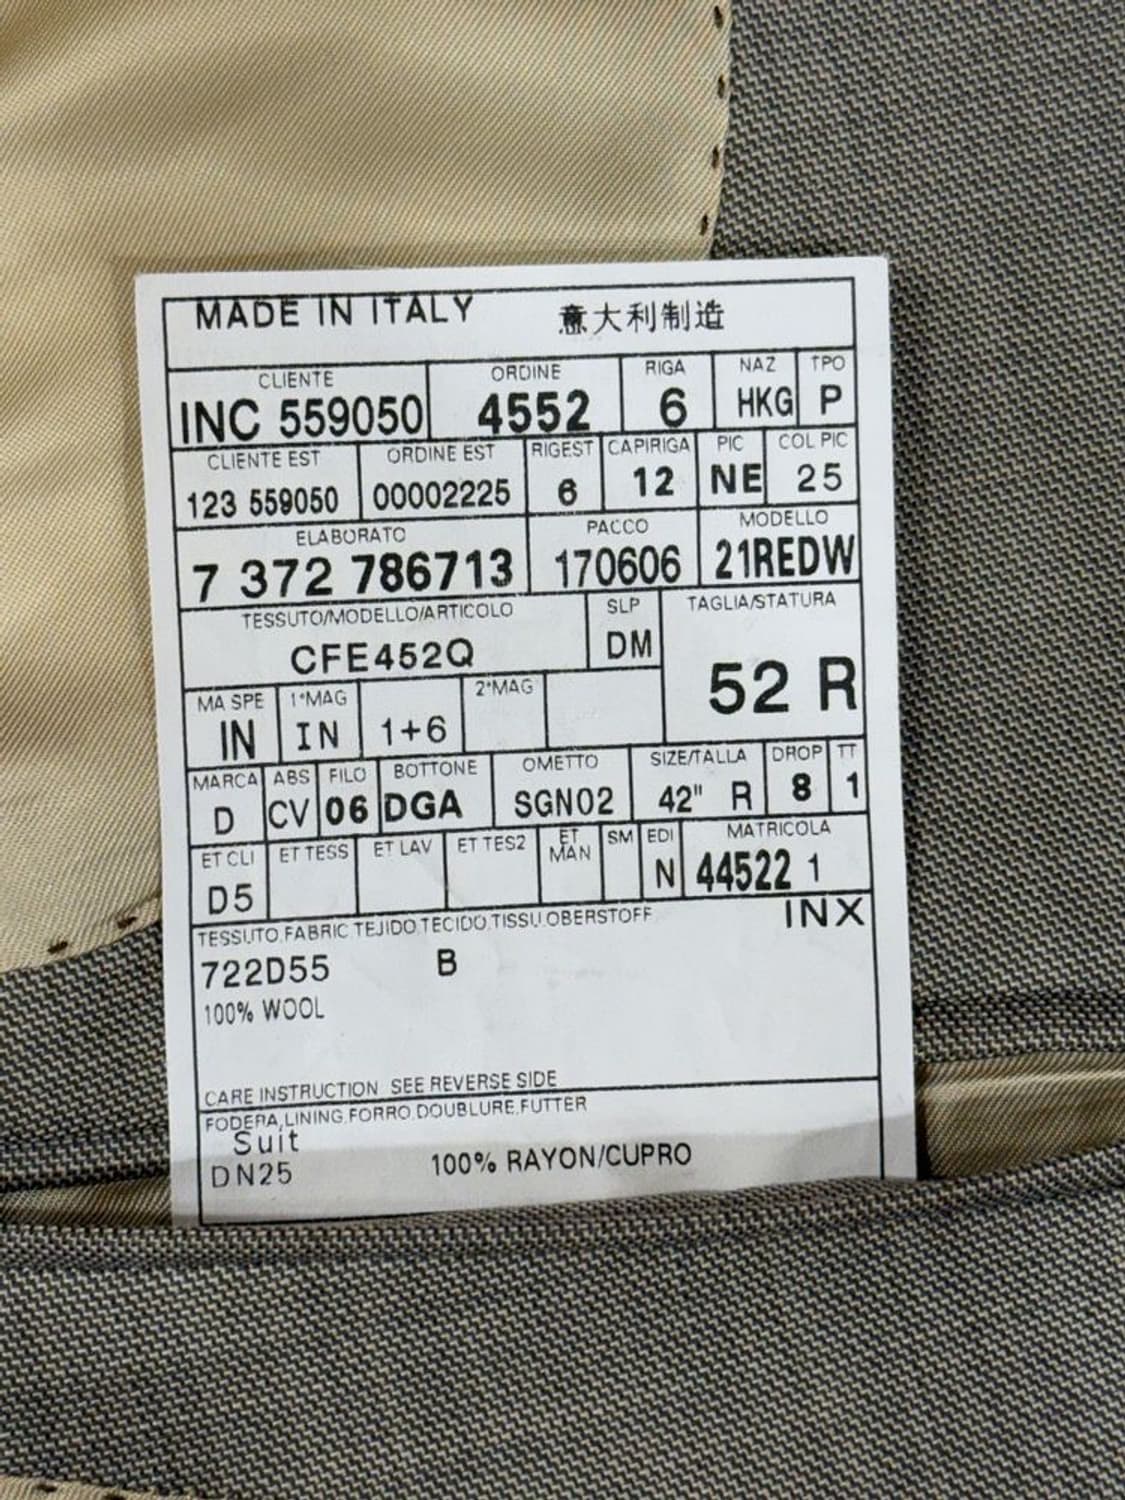 MADE IN ITALY 意大利制造
CLIENTE ORDINE RIGA NAZ TPO
INC 559050 4552 6 HKG P
CLIENTE EST ORDINE EST RIGEST CAPIRIGA PIC COL PIC
123 559050 00002225 6 12 NE 25
ELABORATO PACCO MODELLO
7 372 786713 170606 21REDW
TESSUTO/MODELLO/ARTICOLO SLP TAGLIA/STATURA
CFE452Q DM 52 R
MA SPE 1°MAG 2°MAG
IN IN 1+6
MARCA ABS FILO BOTTONE OMETTO SIZE/TALLA DROP TT
D CV 06 DGA SGN02 42" R 8 1
ET CLI ET TESS ET LAV ET TES2 ET MAN SM EDI MATRICOLA
D5 N 44522 1
TESSUTO.FABRIC TEJIDO.TECIDO.TISSU.OBERSTOFF INX
722D55 B
100% WOOL
CARE INSTRUCTION SEE REVERSE SIDE
FODERA,LINING.FORRO.DOUBLURE.FUTTER
Suit
DN25 100% RAYON/CUPRO